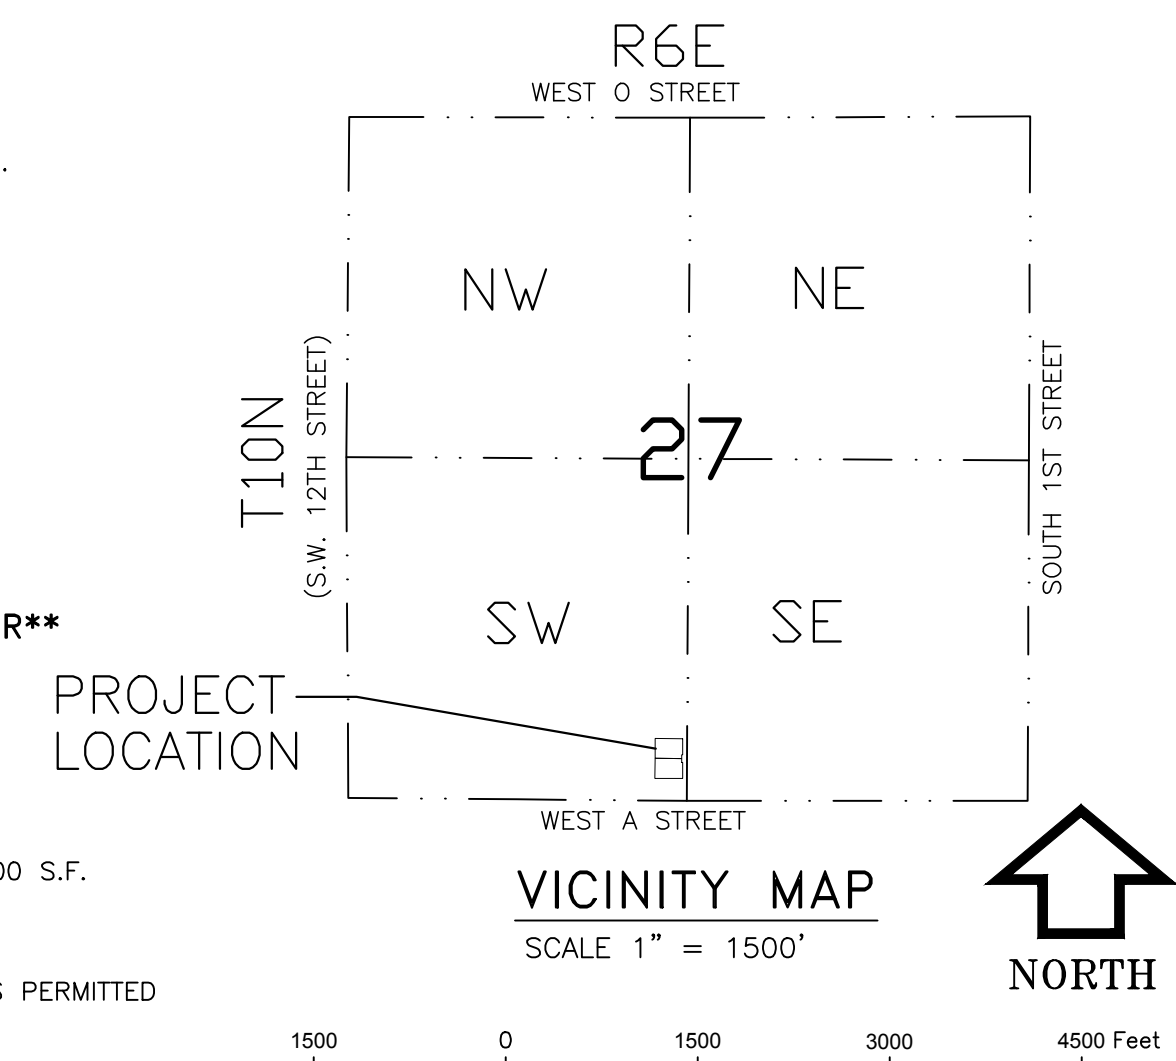 R6E
WEST O STREET
.
NW NE
T10N
(S.W. 12TH STREET)
27
SOUTH 1ST STREET
SW SE
R**
PROJECT
LOCATION
WEST A STREET
00 S.F.
VICINITY MAP
SCALE 1" = 1500'
NORTH
S PERMITTED
1500 0 1500 3000 4500 Feet